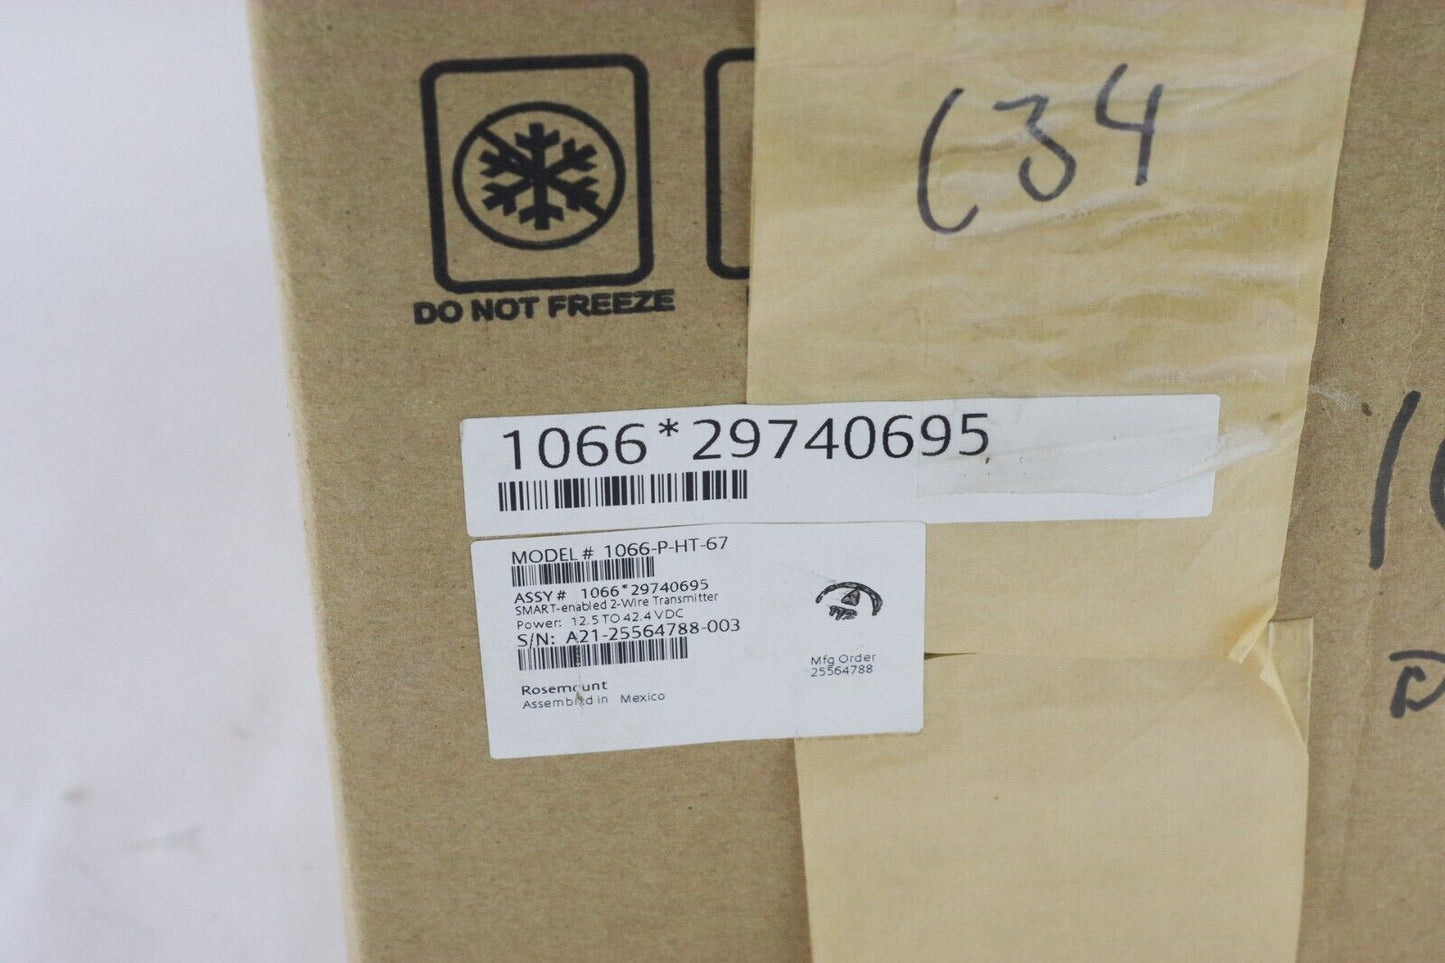 C34
DO NOT FREEZE
1066*29740695
MODEL # 1066-P-HT-67
ASSY # 1066*29740695
SMART-enabled 2-Wire Transmitter
Power: 12.5 TO 42.4 VDC
S/N: A21-25564788-003
Mfg Order
25564788
Rosemount
Assembled in Mexico